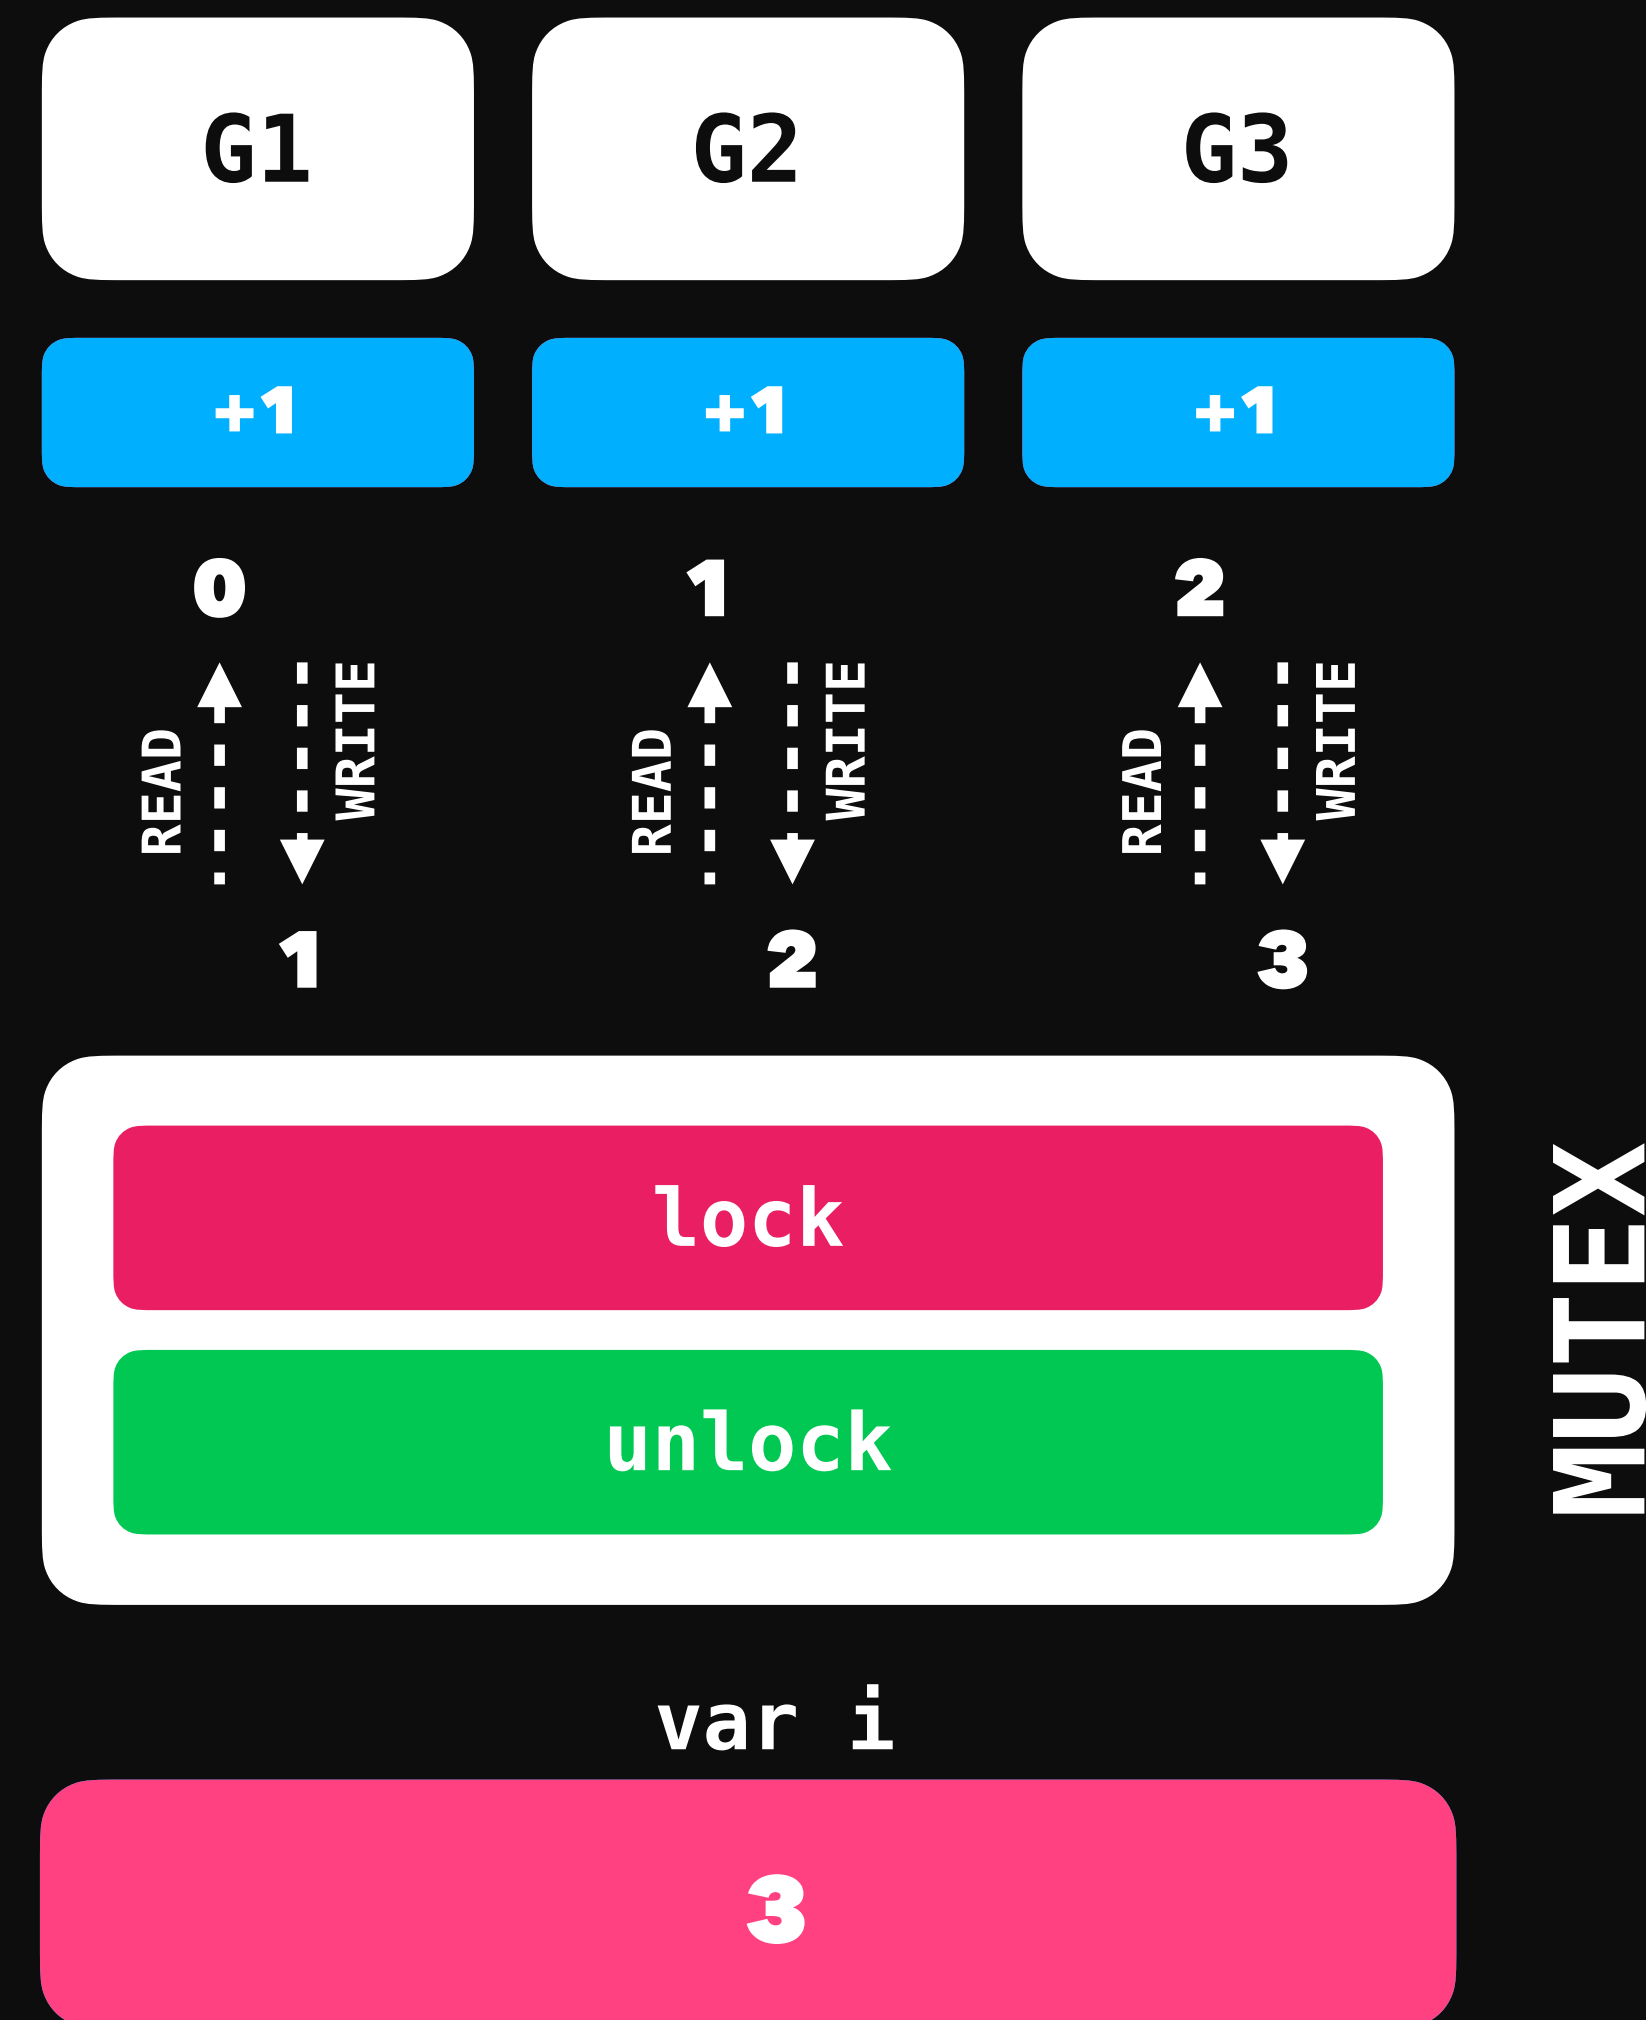 G1 G2 G3
+1 +1 +1
0 1 2
READ WRITE READ WRITE READ WRITE
1 2 3
lock
unlock
MUTEX
var i
3